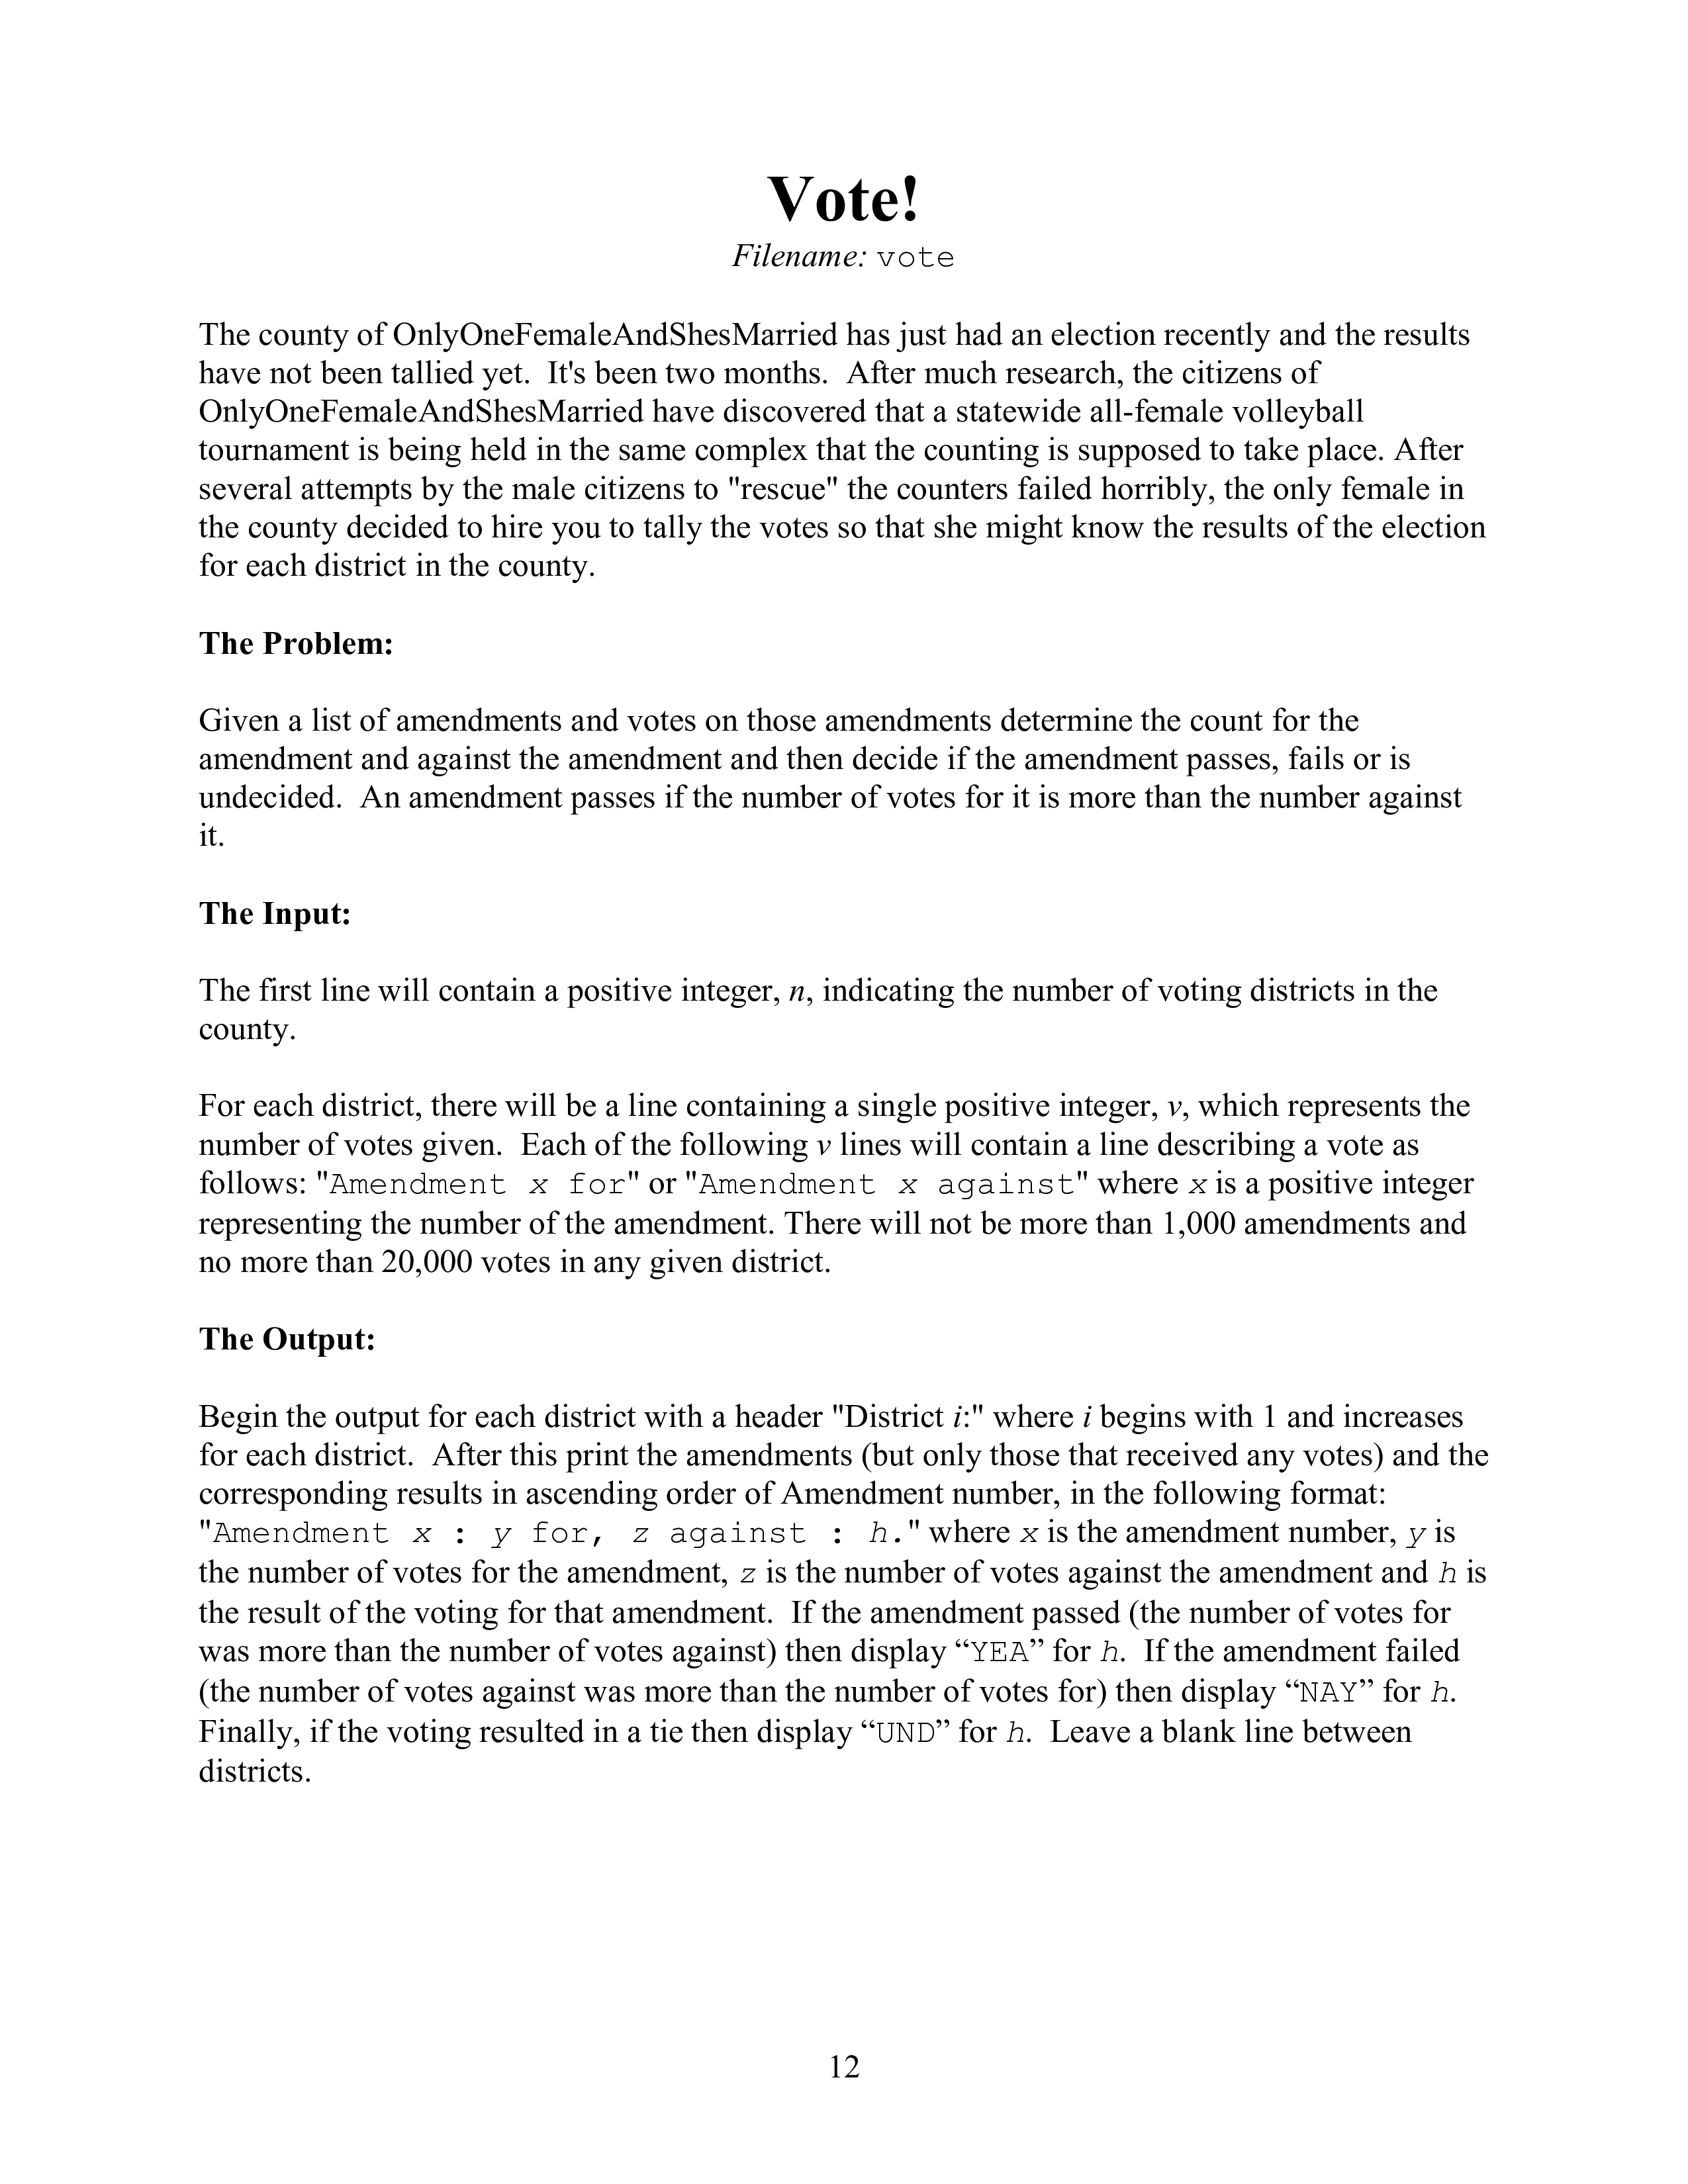 Vote!
Filename: vote
The county of OnlyOneFemaleAndShesMarried has just had an election recently and the results
have not been tallied yet.  It's been two months.  After much research, the citizens of
OnlyOneFemaleAndShesMarried have discovered that a statewide all-female volleyball
tournament is being held in the same complex that the counting is supposed to take place. After
several attempts by the male citizens to "rescue" the counters failed horribly, the only female in
the county decided to hire you to tally the votes so that she might know the results of the election
for each district in the county.
The Problem:
Given a list of amendments and votes on those amendments determine the count for the
amendment and against the amendment and then decide if the amendment passes, fails or is
undecided.  An amendment passes if the number of votes for it is more than the number against
it.
The Input:
The first line will contain a positive integer, n, indicating the number of voting districts in the
county.
For each district, there will be a line containing a single positive integer, v, which represents the
number of votes given.  Each of the following v lines will contain a line describing a vote as
follows: "Amendment x for" or "Amendment x against" where x is a positive integer
representing the number of the amendment. There will not be more than 1,000 amendments and
no more than 20,000 votes in any given district.
The Output:
Begin the output for each district with a header "District i:" where i begins with 1 and increases
for each district.  After this print the amendments (but only those that received any votes) and the
corresponding results in ascending order of Amendment number, in the following format:
"Amendment x : y for, z against : h." where x is the amendment number, y is
the number of votes for the amendment, z is the number of votes against the amendment and h is
the result of the voting for that amendment.  If the amendment passed (the number of votes for
was more than the number of votes against) then display “YEA” for h.  If the amendment failed
(the number of votes against was more than the number of votes for) then display “NAY” for h.
Finally, if the voting resulted in a tie then display “UND” for h.  Leave a blank line between
districts.
12